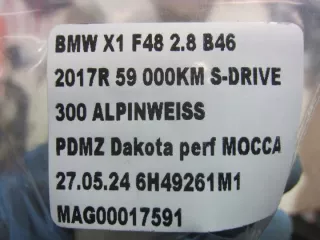 BMW X1 F48 2.8 B46
2017R 59 000KM S-DRIVE
300 ALPINWEISS
PDMZ Dakota perf MOCCA
27.05.24 6H49261M1
MAG00017591